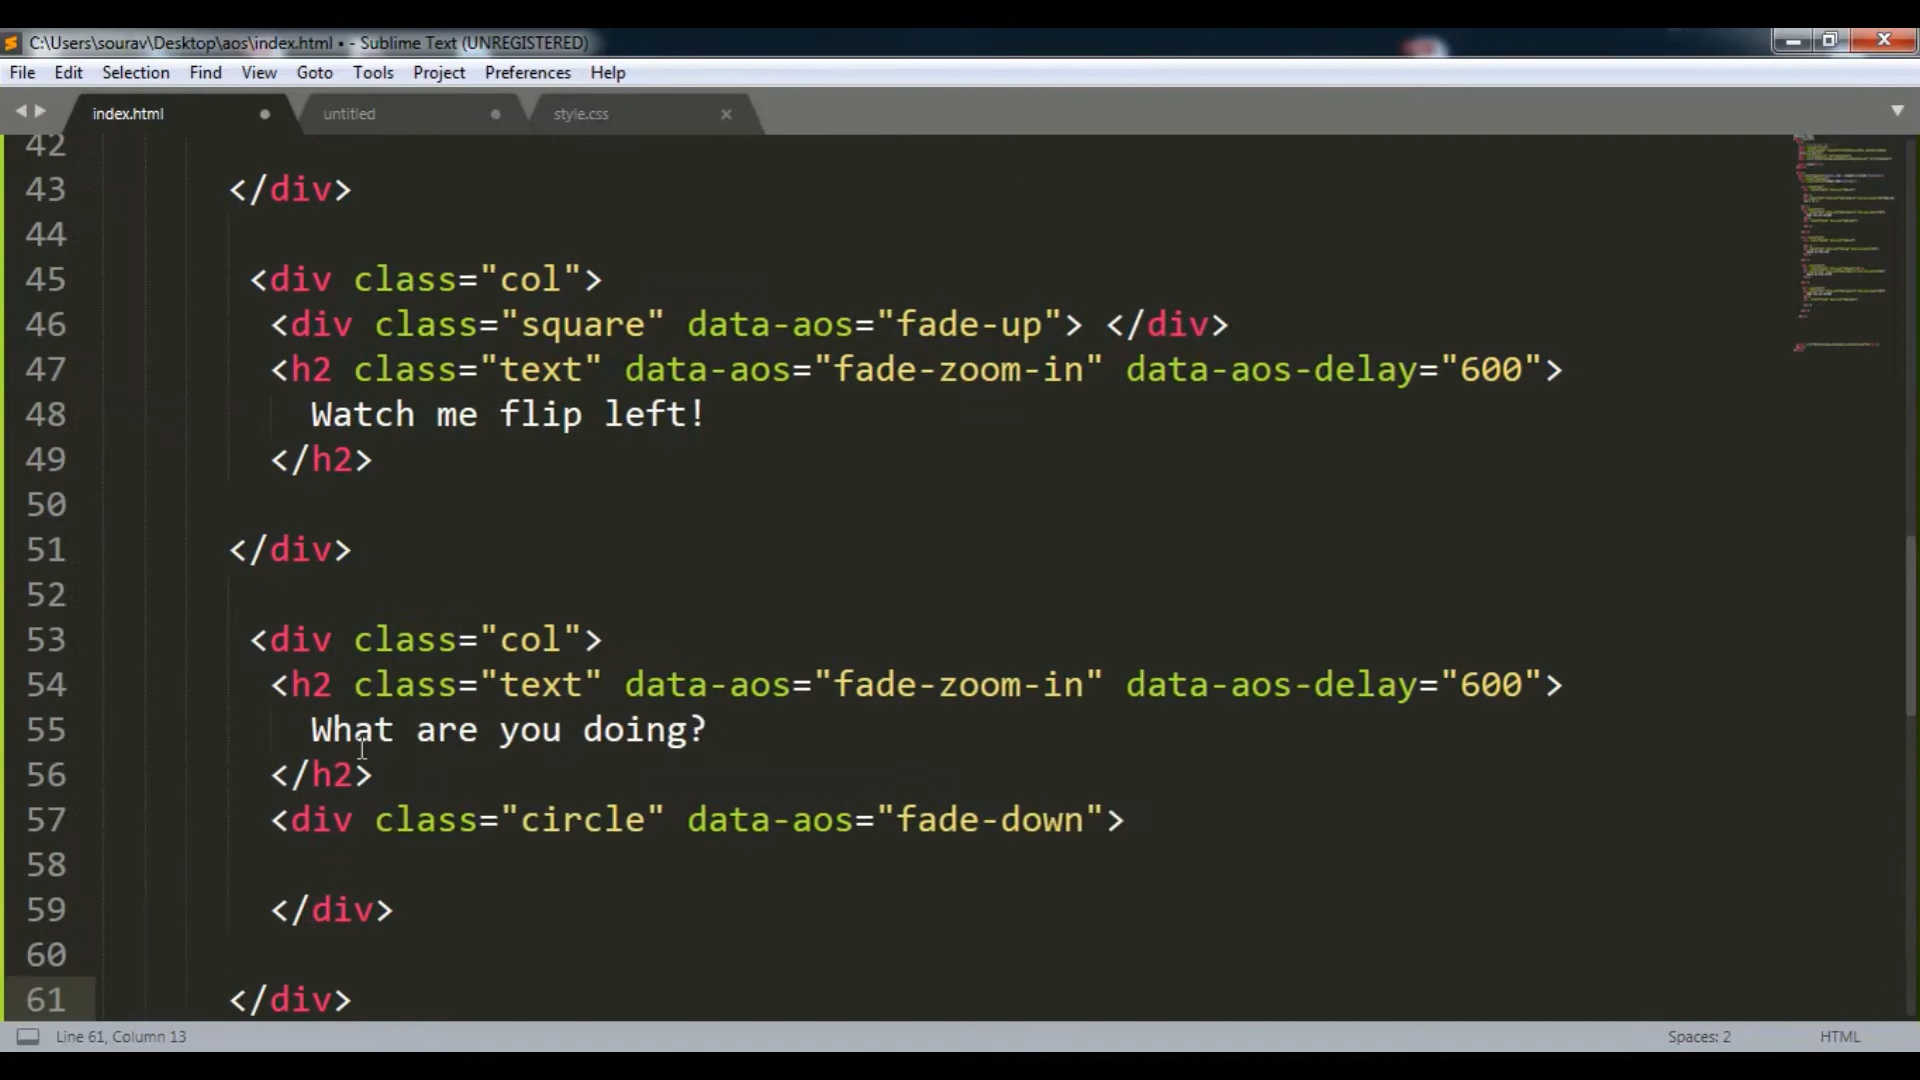 C:\Users\sourav\Desktop\aos\index.html • - Sublime Text (UNREGISTERED)
File Edit Selection Find View Goto Tools Project Preferences Help
index.html untitled style.css
42
43 </div>
44
45 <div class="col">
46 <div class="square" data-aos="fade-up"> </div>
47 <h2 class="text" data-aos="fade-zoom-in" data-aos-delay="600">
48 Watch me flip left!
49 </h2>
50
51 </div>
52
53 <div class="col">
54 <h2 class="text" data-aos="fade-zoom-in" data-aos-delay="600">
55 What are you doing?
56 </h2>
57 <div class="circle" data-aos="fade-down">
58
59 </div>
60
61 </div>
Line 61, Column 13 Spaces: 2 HTML